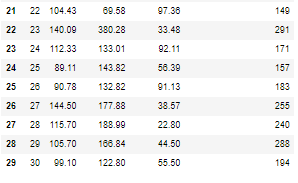 21 22 104.43 69.58 97.36 149
22 23 140.09 380.28 33.48 291
23 24 112.33 133.01 92.11 171
24 25 89.11 143.82 56.39 157
25 26 90.78 132.82 91.13 183
26 27 144.50 177.88 38.57 255
27 28 115.70 188.99 22.80 240
28 29 105.70 166.84 44.50 288
29 30 99.10 122.80 55.50 194